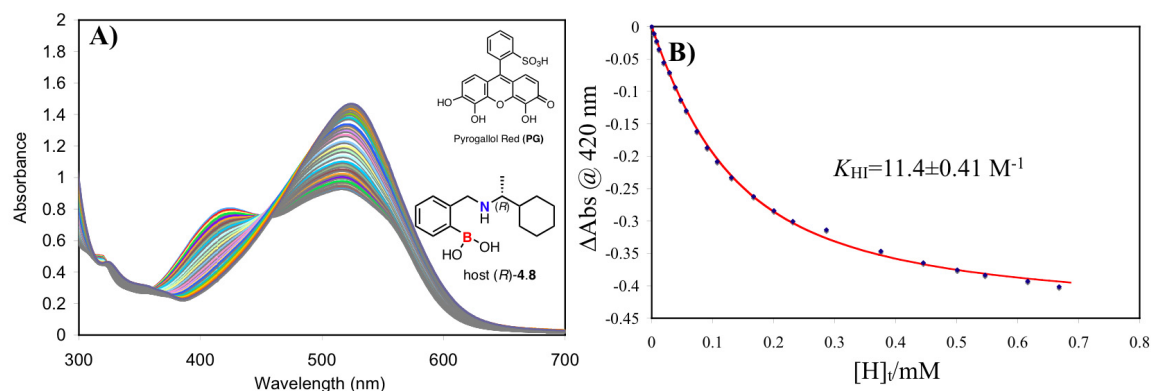 A)
2
1.8
1.6
1.4
1.2
1
0.8
0.6
0.4
0.2
0
Absorbance
300
400
500
600
700
Wavelength (nm)
SO₃H
HO
OH
O
OH
O
Pyrogallol Red (PG)
N
H
(R)
B
HO
OH
host (R)-4.8
B)
0
-0.05
-0.1
-0.15
-0.2
-0.25
-0.3
-0.35
-0.4
-0.45
ΔAbs @ 420 nm
K_HI=11.4±0.41 M⁻¹
0
0.1
0.2
0.3
0.4
0.5
0.6
0.7
0.8
[H]ₜ/mM